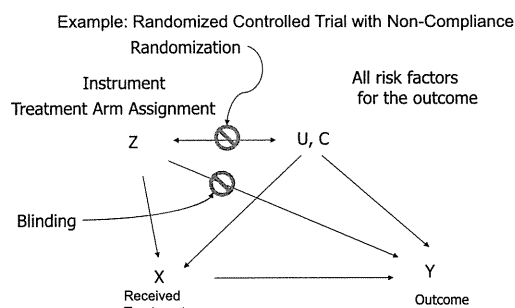 Example: Randomized Controlled Trial with Non-Compliance
Randomization
Instrument
Treatment Arm Assignment
All risk factors
for the outcome
Z
U, C
Blinding
X
Received
Y
Outcome